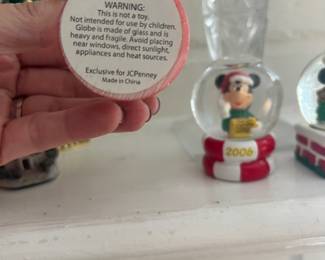 WARNING:
This is not a toy.
Not intended for use by children.
Globe is made of glass and is
heavy and fragile. Avoid placing
near windows, direct sunlight,
appliances and heat sources.
Exclusive for JCPenney
Made in China
2006